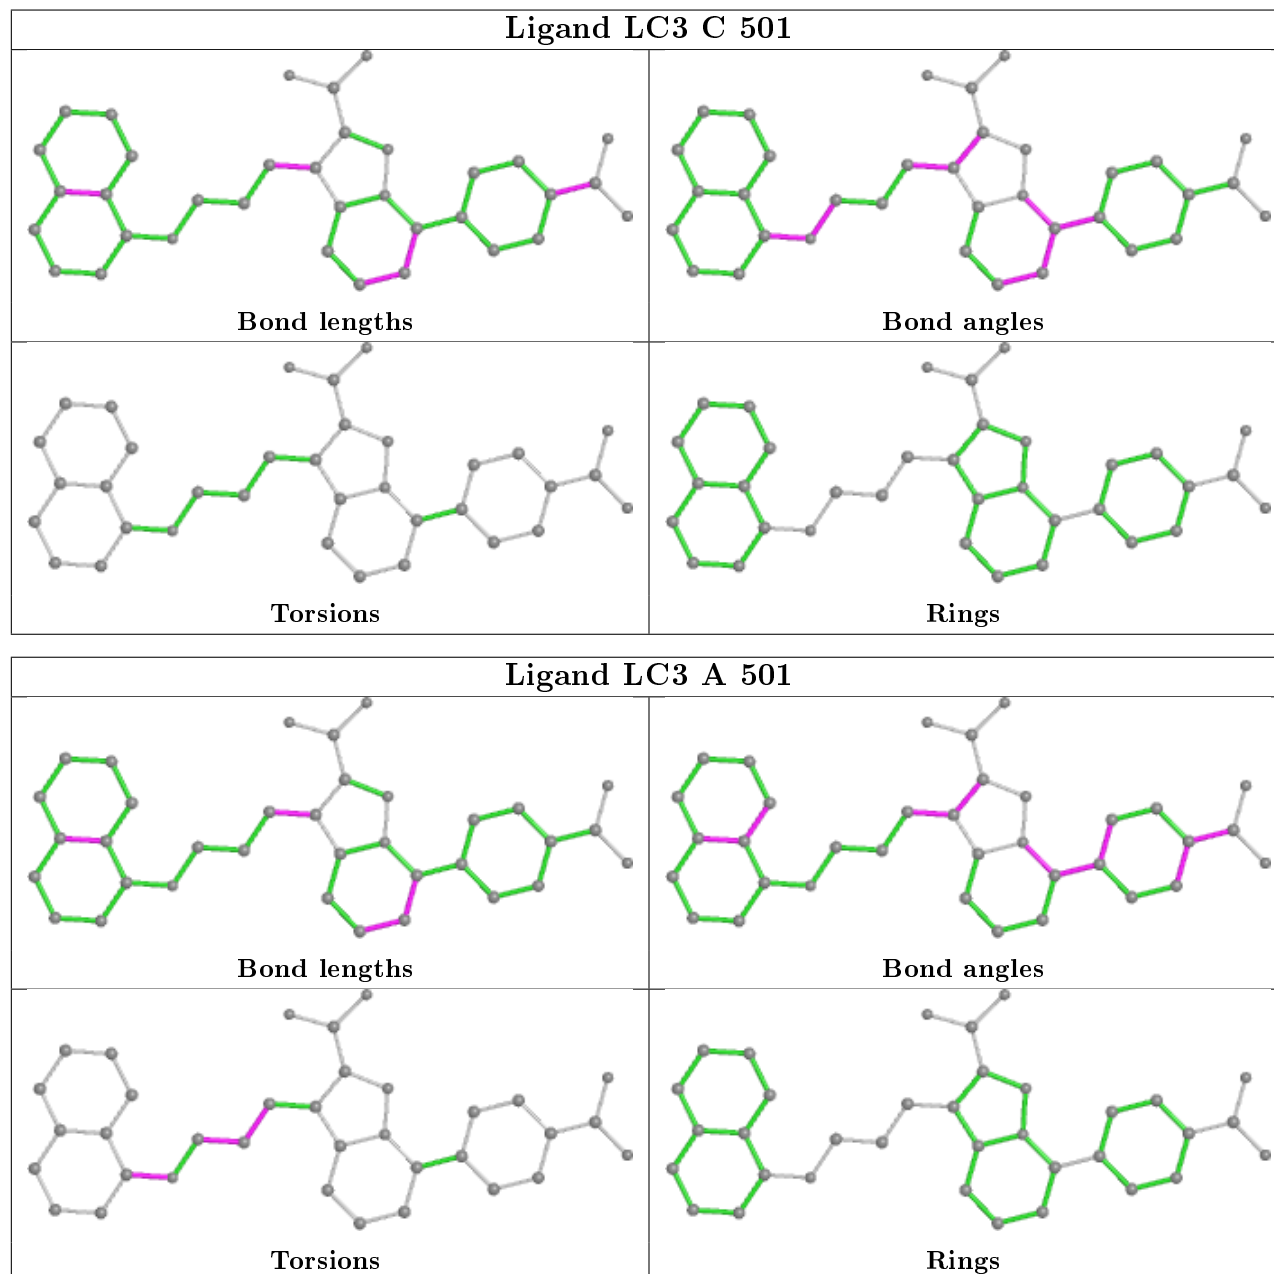 Ligand LC3 C 501
Bond lengths
Bond angles
Torsions
Rings
Ligand LC3 A 501
Bond lengths
Bond angles
Torsions
Rings